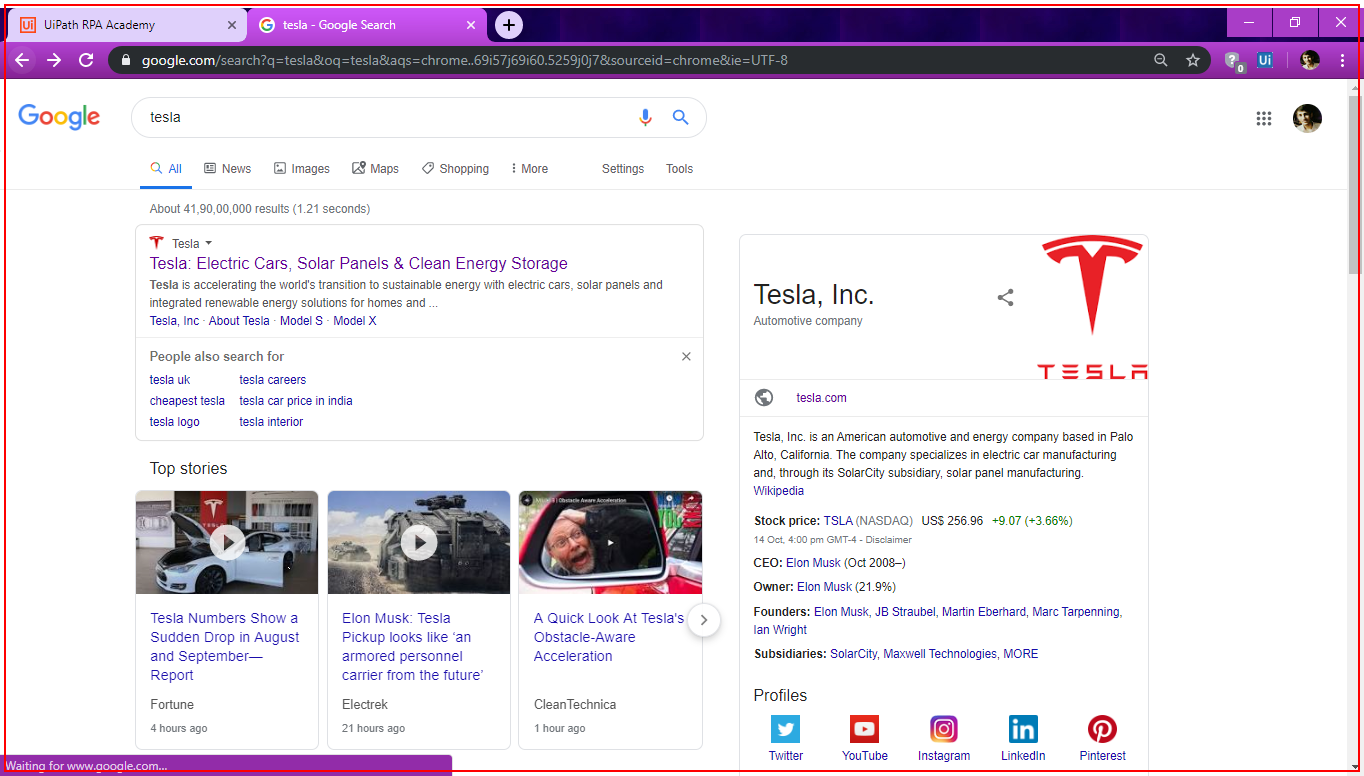 UiPath RPA Academy
tesla - Google Search
google.com/search?q=tesla&oq=tesla&aqs=chrome..69i57j69i60.5259j0j7&sourceid=chrome&ie=UTF-8
0
Ui
Google
tesla
All
News
Images
Maps
Shopping
More
Settings
Tools
About 41,90,00,000 results (1.21 seconds)
Tesla
Tesla: Electric Cars, Solar Panels & Clean Energy Storage
Tesla is accelerating the world's transition to sustainable energy with electric cars, solar panels and
integrated renewable energy solutions for homes and ...
Tesla, Inc · About Tesla · Model S · Model X
People also search for
tesla uk
tesla careers
cheapest tesla
tesla car price in india
tesla logo
tesla interior
Top stories
Tesla Numbers Show a
Sudden Drop in August
and September—
Report
Fortune
4 hours ago
Elon Musk: Tesla
Pickup looks like ‘an
armored personnel
carrier from the future’
Electrek
21 hours ago
A Quick Look At Tesla's
Obstacle-Aware
Acceleration
CleanTechnica
1 hour ago
Tesla, Inc.
Automotive company
TESLA
tesla.com
Tesla, Inc. is an American automotive and energy company based in Palo
Alto, California. The company specializes in electric car manufacturing
and, through its SolarCity subsidiary, solar panel manufacturing.
Wikipedia
Stock price: TSLA (NASDAQ) US$ 256.96 +9.07 (+3.66%)
14 Oct, 4:00 pm GMT-4 - Disclaimer
CEO: Elon Musk (Oct 2008–)
Owner: Elon Musk (21.9%)
Founders: Elon Musk, JB Straubel, Martin Eberhard, Marc Tarpenning,
Ian Wright
Subsidiaries: SolarCity, Maxwell Technologies, MORE
Profiles
Twitter
YouTube
Instagram
LinkedIn
Pinterest
Waiting for www.google.com...